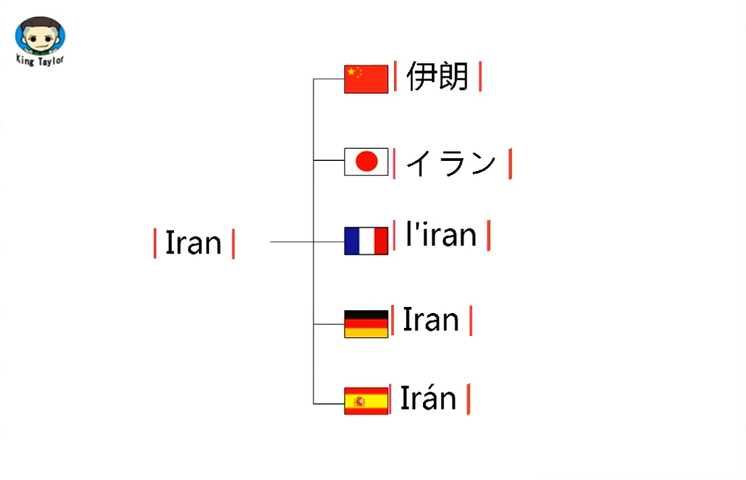 King Taylor
伊朗
イラン
Iran
l'iran
Iran
Irán